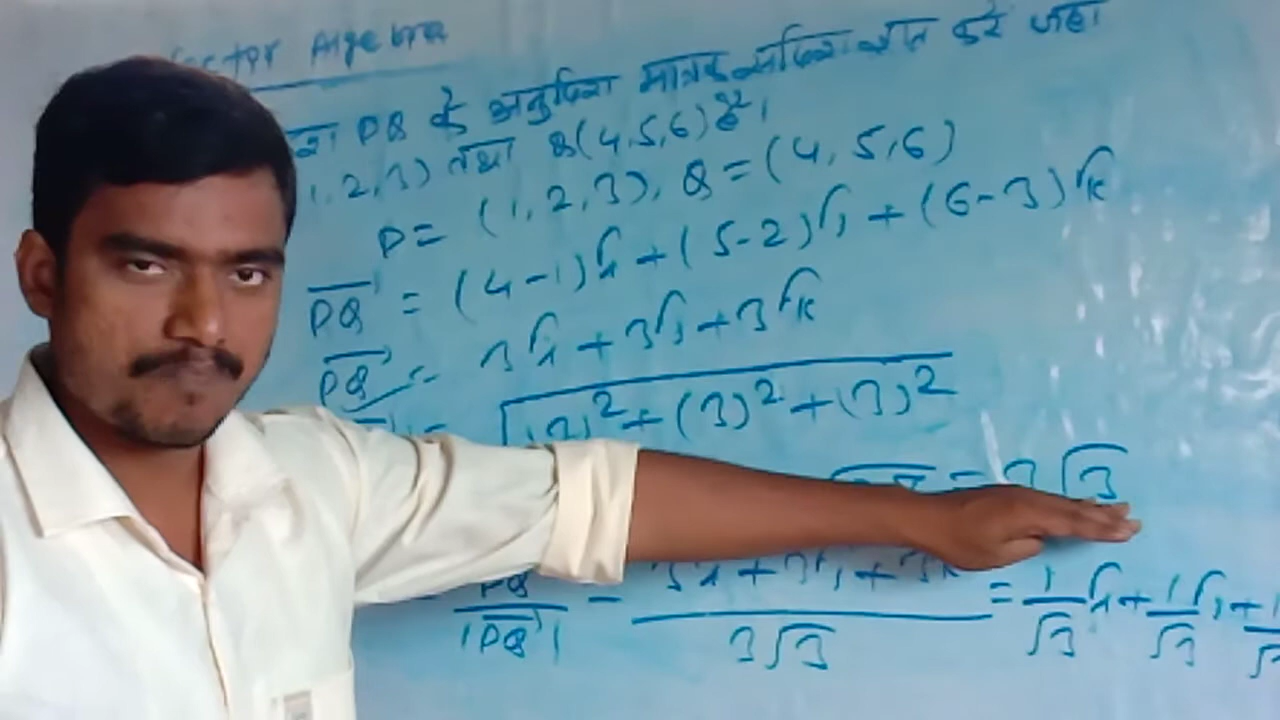 Vector Algebra
PQ के अनुदिश मात्रक सदिश ज्ञात करें जहाँ
1,2,3) तथा Q(4,5,6) है।
P = (1,2,3), Q = (4,5,6)
PQ = (4-1)î + (5-2)ĵ + (6-3)k̂
PQ = 3î + 3ĵ + 3k̂
= √(3)² + (3)² + (3)²
= 3√3
PQ/|PQ| = 3î + 3ĵ + 3k̂/3√3 = 1/√3 î + 1/√3 ĵ + 1/√3